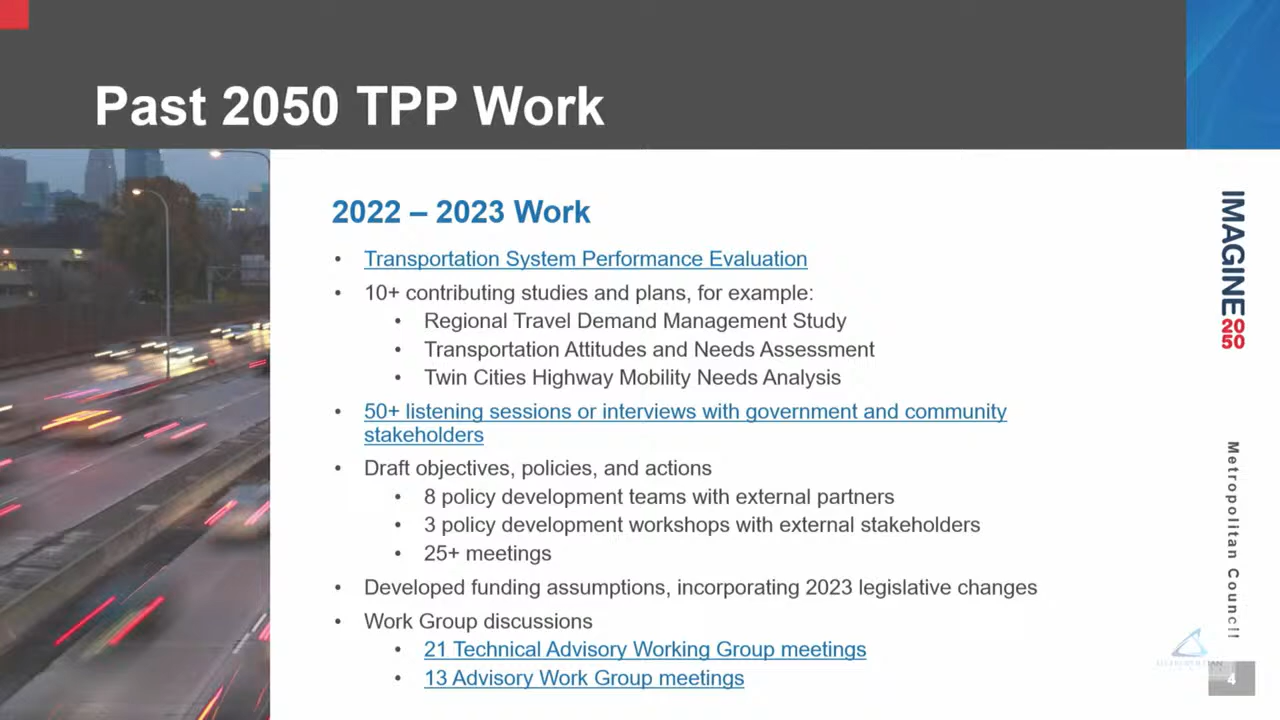 Past 2050 TPP Work
2022 – 2023 Work
• Transportation System Performance Evaluation
• 10+ contributing studies and plans, for example:
• Regional Travel Demand Management Study
• Transportation Attitudes and Needs Assessment
• Twin Cities Highway Mobility Needs Analysis
• 50+ listening sessions or interviews with government and community
stakeholders
• Draft objectives, policies, and actions
• 8 policy development teams with external partners
• 3 policy development workshops with external stakeholders
• 25+ meetings
• Developed funding assumptions, incorporating 2023 legislative changes
• Work Group discussions
• 21 Technical Advisory Working Group meetings
• 13 Advisory Work Group meetings
IMAGINE
20
50
Metropolitan Council
METROPOLITAN
4